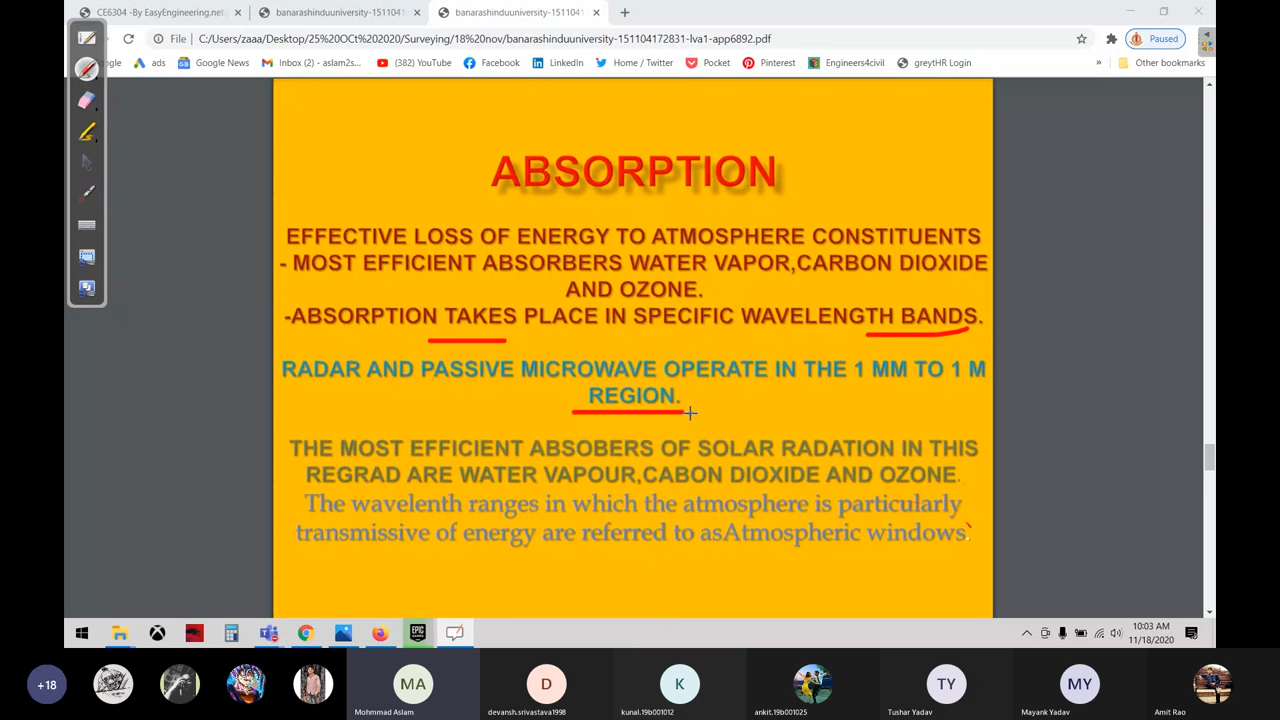 CE6304 -By EasyEngineering.net
banarashinduuniversity-151104
banarashinduuniversity-151104
File
C:/Users/zaaa/Desktop/25%20OCt%202020/Surveying/18%20nov/banarashinduuniversity-151104172831-lva1-app6892.pdf
Paused
ogle
ads
Google News
Inbox (2) - aslam2s...
(382) YouTube
Facebook
LinkedIn
Home / Twitter
Pocket
Pinterest
Engineers4civil
greytHR Login
»
Other bookmarks
ABSORPTION
EFFECTIVE LOSS OF ENERGY TO ATMOSPHERE CONSTITUENTS
- MOST EFFICIENT ABSORBERS WATER VAPOR,CARBON DIOXIDE
AND OZONE.
-ABSORPTION TAKES PLACE IN SPECIFIC WAVELENGTH BANDS.
RADAR AND PASSIVE MICROWAVE OPERATE IN THE 1 MM TO 1 M
REGION.
THE MOST EFFICIENT ABSOBERS OF SOLAR RADATION IN THIS
REGRAD ARE WATER VAPOUR,CABON DIOXIDE AND OZONE.
The wavelenth ranges in which the atmosphere is particularly
transmissive of energy are referred to asAtmospheric windows.
EPIC
10:03 AM
11/18/2020
+18
MA
Mohmmad Aslam
D
devansh.srivastava1998
K
kunal.19b001012
ankit.19b001025
TY
Tushar Yadav
MY
Mayank Yadav
Amit Rao